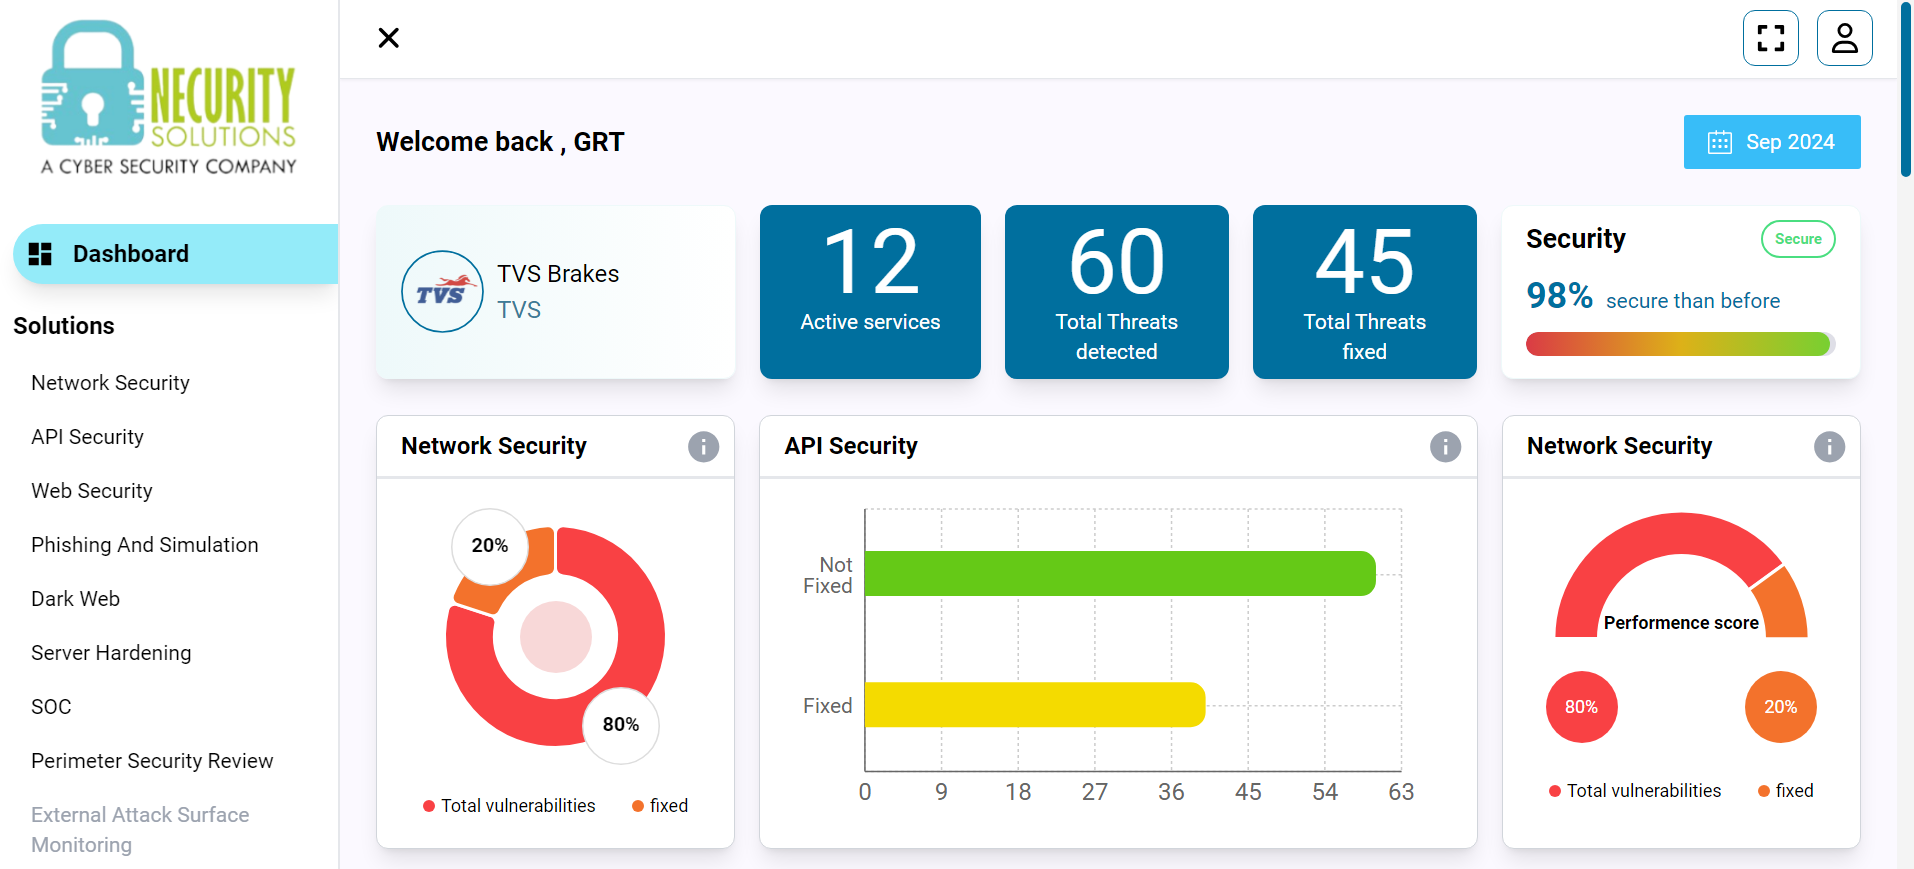 NECURITY
SOLUTIONS
A CYBER SECURITY COMPANY
Dashboard
Solutions
Network Security
API Security
Web Security
Phishing And Simulation
Dark Web
Server Hardening
SOC
Perimeter Security Review
External Attack Surface
Monitoring
Welcome back , GRT
Sep 2024
TVS
TVS Brakes
TVS
12
Active services
60
Total Threats
detected
45
Total Threats
fixed
Security
Secure
98% secure than before
Network Security
20%
80%
Total vulnerabilities
fixed
API Security
Not
Fixed
Fixed
0 9 18 27 36 45 54 63
Network Security
Performence score
80%
20%
Total vulnerabilities
fixed